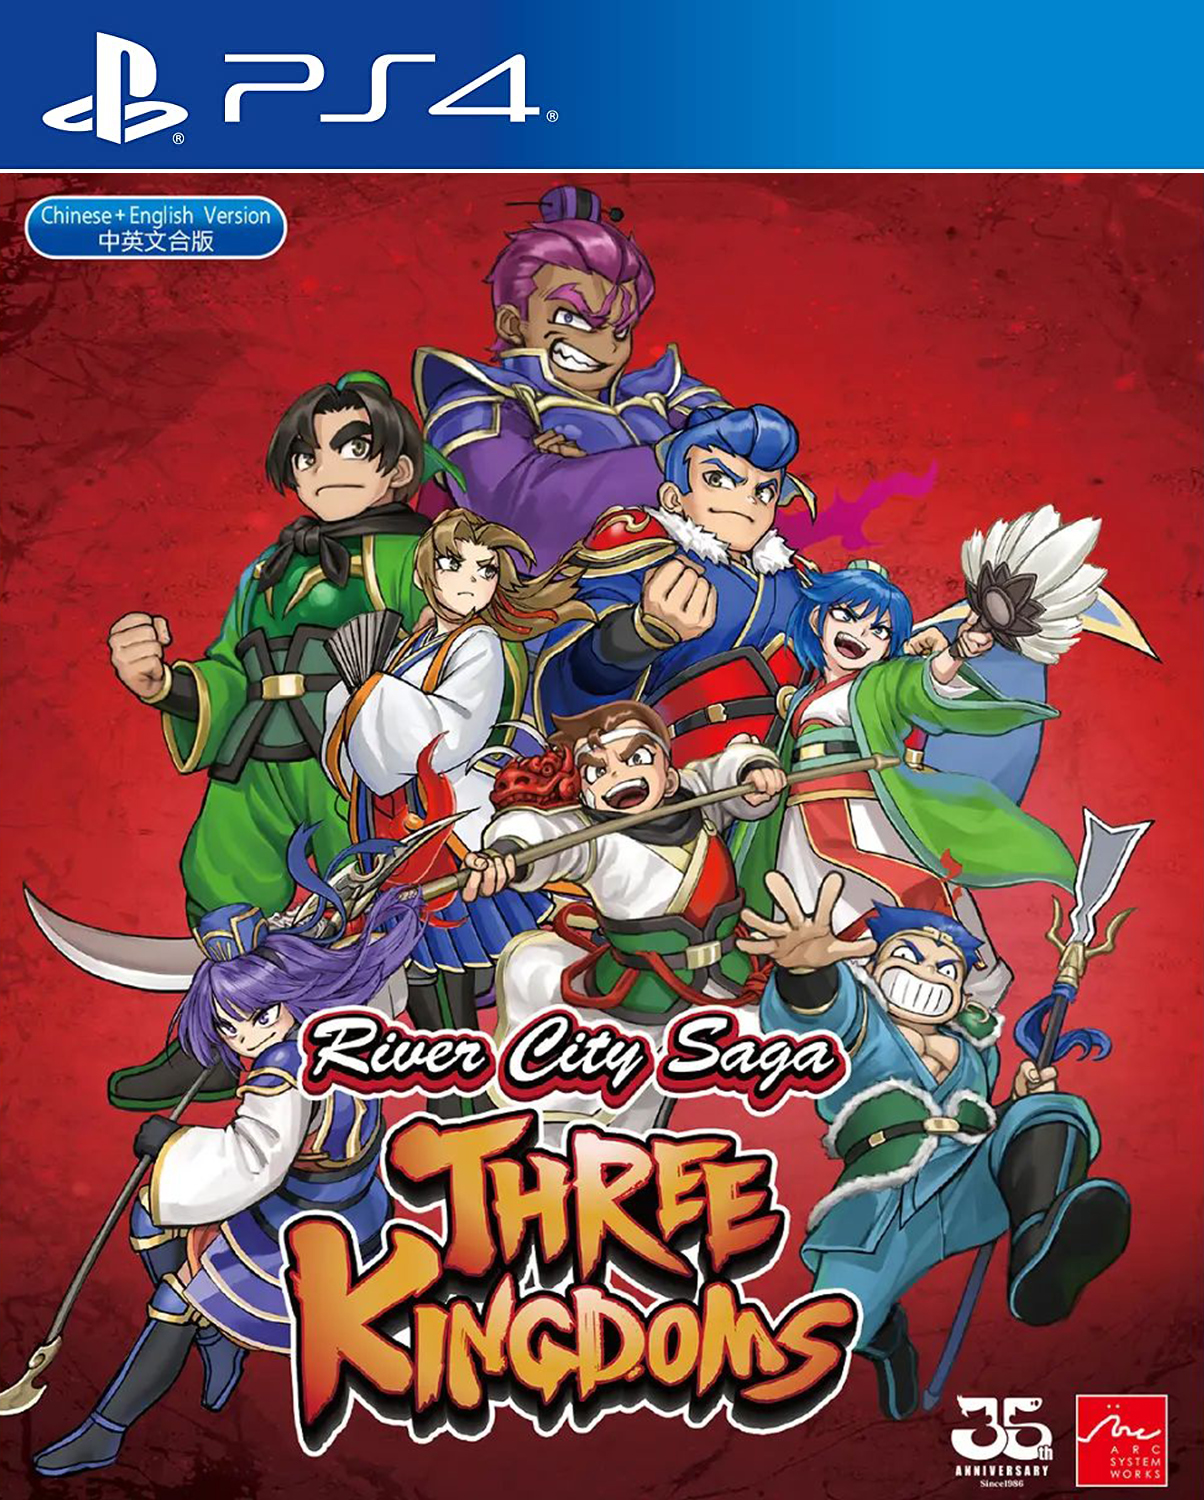 PS4
Chinese+English Version
中英文合版
River City Saga
THREE
KINGDOMS
35th
ANNIVERSARY
Since1986
Arc
ARC
SYSTEM
WORKS